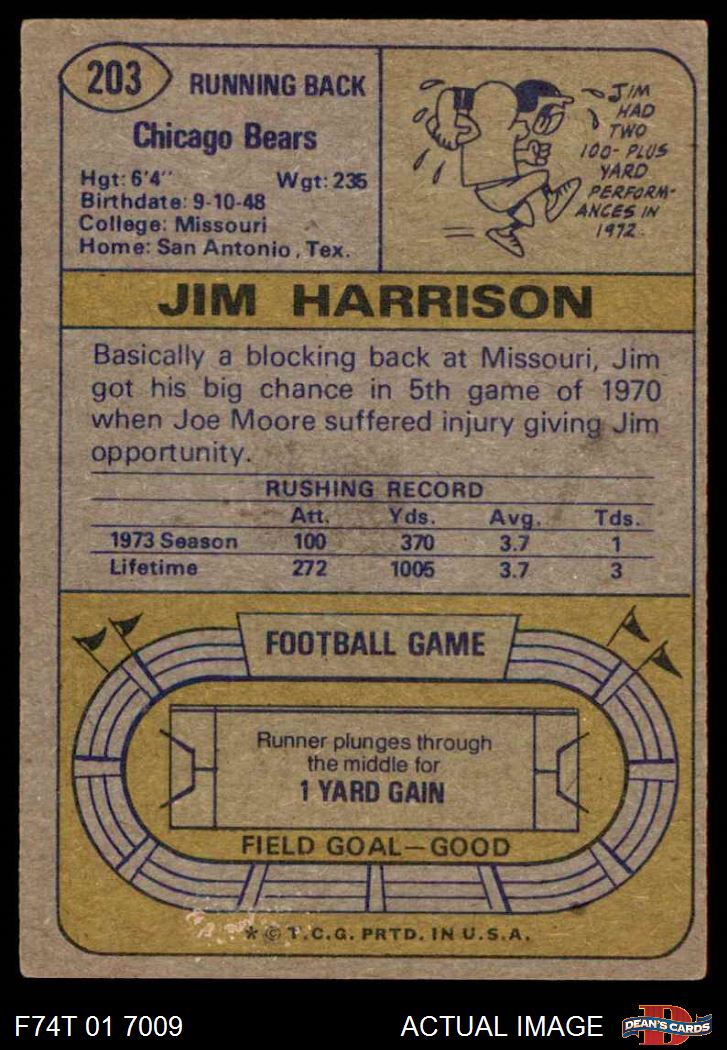 203 RUNNING BACK
Chicago Bears
Hgt: 6'4" Wgt: 235
Birthdate: 9-10-48
College: Missouri
Home: San Antonio, Tex.
JIM
HAD
TWO
100- PLUS
YARD
PERFORM-
ANCES IN
1972.
JIM HARRISON
Basically a blocking back at Missouri, Jim
got his big chance in 5th game of 1970
when Joe Moore suffered injury giving Jim
opportunity.
RUSHING RECORD
Att. Yds. Avg. Tds.
1973 Season 100 370 3.7 1
Lifetime 272 1005 3.7 3
FOOTBALL GAME
Runner plunges through
the middle for
1 YARD GAIN
FIELD GOAL—GOOD
* © T.C.G. PRTD. IN U.S.A.
F74T 01 7009 ACTUAL IMAGE D DEAN'S CARDS